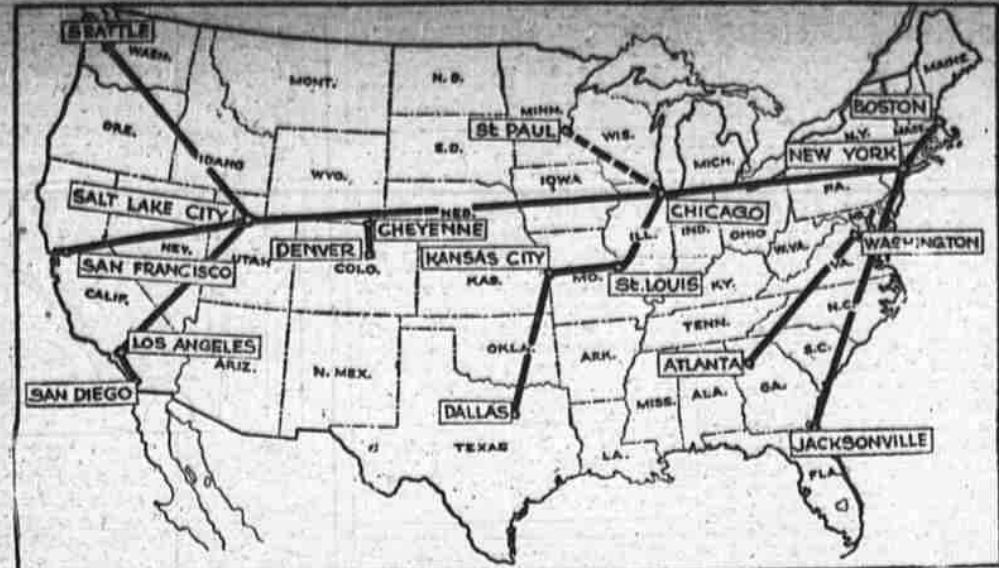 SEATTLE
WASH.
MONT.
N. D.
MINN.
MAINE
BOSTON
ORE.
IDAHO
S.D.
St PAUL
WIS.
MICH.
N.Y.
MASS.
NEW YORK
WYO.
IOWA
PA.
SALT LAKE CITY
NEB.
CHICAGO
NEV.
UTAH
DENVER
CHEYENNE
COLO.
ILL.
IND.
OHIO
W.VA.
VA.
WASHINGTON
SAN FRANCISCO
KANSAS CITY
KAS.
MO.
St. LOUIS
KY.
CALIF.
N.C.
TENN.
LOS ANGELES
ARIZ.
N. MEX.
OKLA.
ARK.
ATLANTA
S.C.
SAN DIEGO
DALLAS
TEXAS
MISS.
ALA.
GA.
LA.
JACKSONVILLE
FLA.